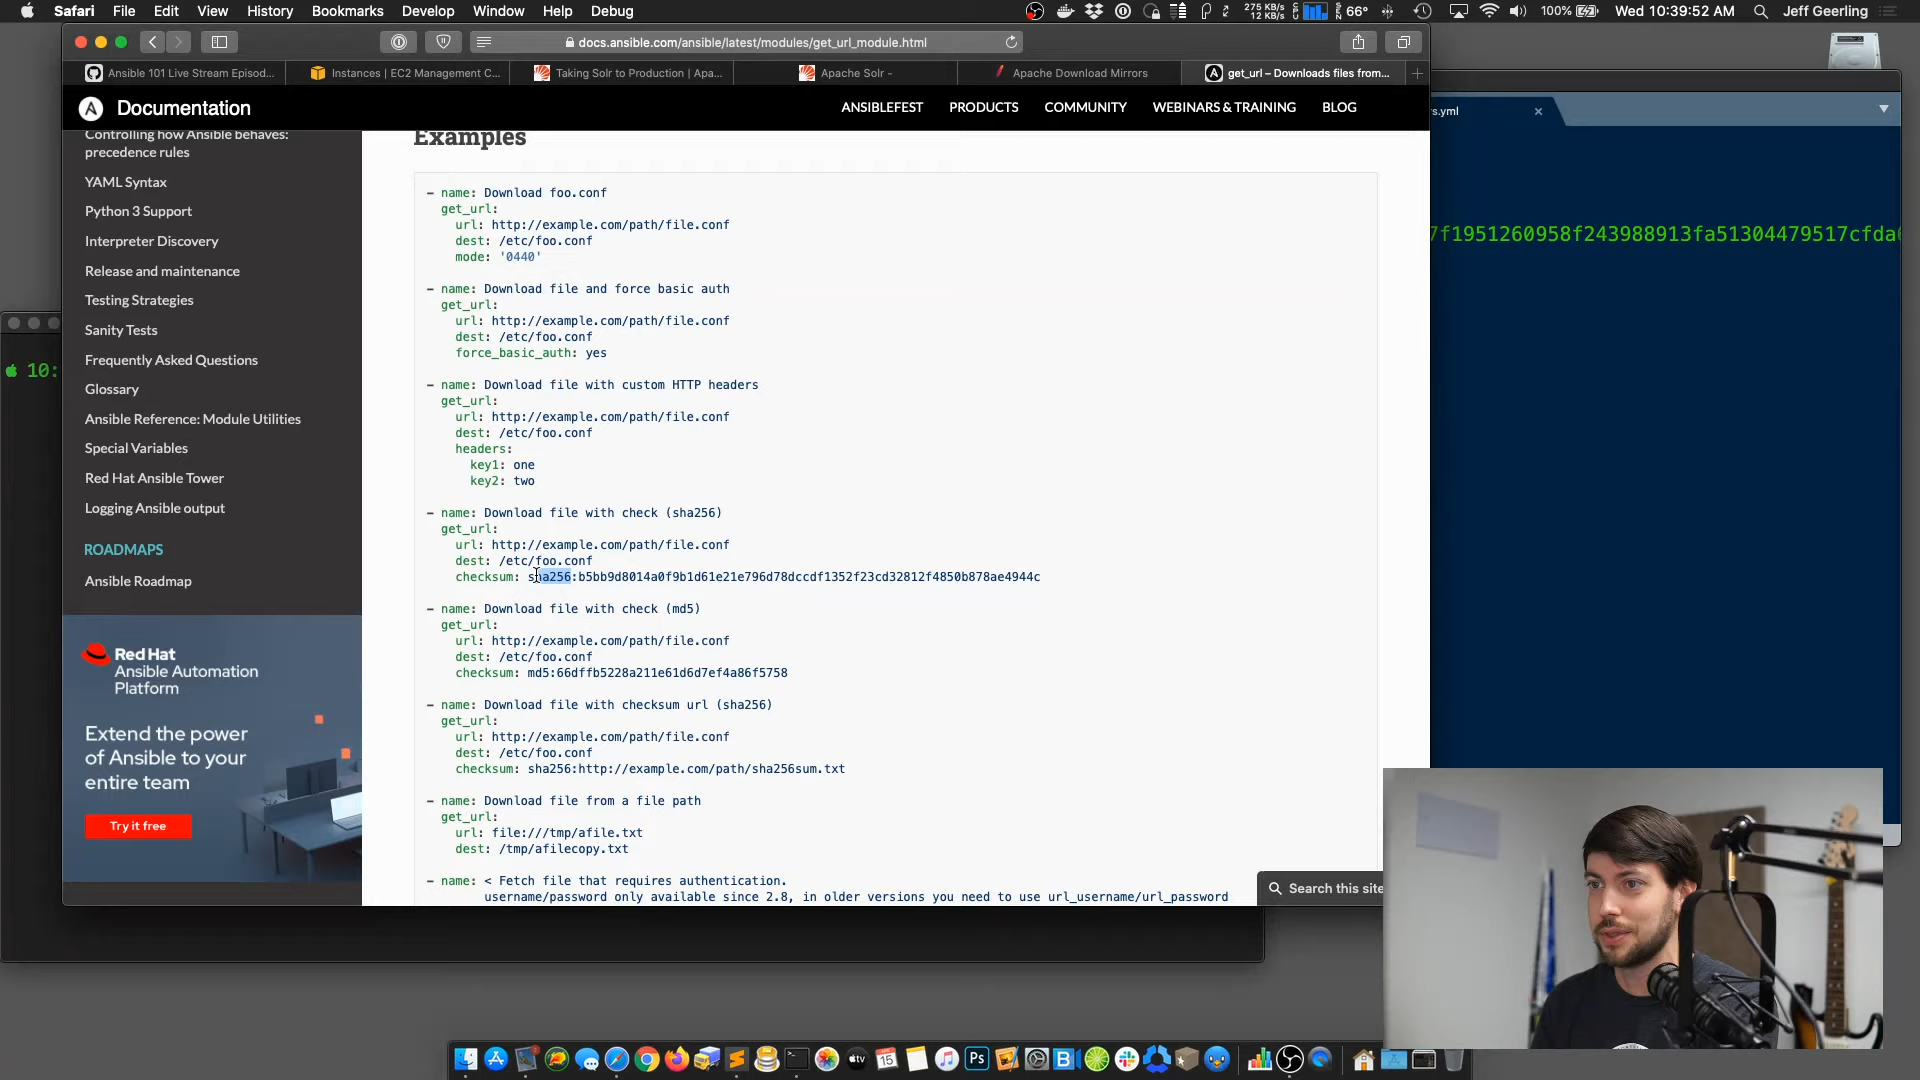 Safari File Edit View History Bookmarks Develop Window Help Debug
275 KB/s
12 KB/s
66° 100% Wed 10:39:52 AM Jeff Geerling
docs.ansible.com/ansible/latest/modules/get_url_module.html
Ansible 101 Live Stream Episod... Instances | EC2 Management C... Taking Solr to Production | Apa... Apache Solr - Apache Download Mirrors get_url – Downloads files from...
Documentation
ANSIBLEFEST PRODUCTS COMMUNITY WEBINARS & TRAINING BLOG
Controlling how Ansible behaves:
precedence rules
YAML Syntax
Python 3 Support
Interpreter Discovery
Release and maintenance
Testing Strategies
Sanity Tests
Frequently Asked Questions
Glossary
Ansible Reference: Module Utilities
Special Variables
Red Hat Ansible Tower
Logging Ansible output
ROADMAPS
Ansible Roadmap
Red Hat
Ansible Automation
Platform
Extend the power
of Ansible to your
entire team
Try it free
Examples
- name: Download foo.conf
get_url:
url: http://example.com/path/file.conf
dest: /etc/foo.conf
mode: '0440'
- name: Download file and force basic auth
get_url:
url: http://example.com/path/file.conf
dest: /etc/foo.conf
force_basic_auth: yes
- name: Download file with custom HTTP headers
get_url:
url: http://example.com/path/file.conf
dest: /etc/foo.conf
headers:
key1: one
key2: two
- name: Download file with check (sha256)
get_url:
url: http://example.com/path/file.conf
dest: /etc/foo.conf
checksum: sha256:b5bb9d8014a0f9b1d61e21e796d78dccdf1352f23cd32812f4850b878ae4944c
- name: Download file with check (md5)
get_url:
url: http://example.com/path/file.conf
dest: /etc/foo.conf
checksum: md5:66dffb5228a211e61d6d7ef4a86f5758
- name: Download file with checksum url (sha256)
get_url:
url: http://example.com/path/file.conf
dest: /etc/foo.conf
checksum: sha256:http://example.com/path/sha256sum.txt
- name: Download file from a file path
get_url:
url: file:///tmp/afile.txt
dest: /tmp/afilecopy.txt
- name: < Fetch file that requires authentication.
username/password only available since 2.8, in older versions you need to use url_username/url_password
Search this site
s.yml
7f1951260958f243988913fa51304479517cfda
10:
15
Ps